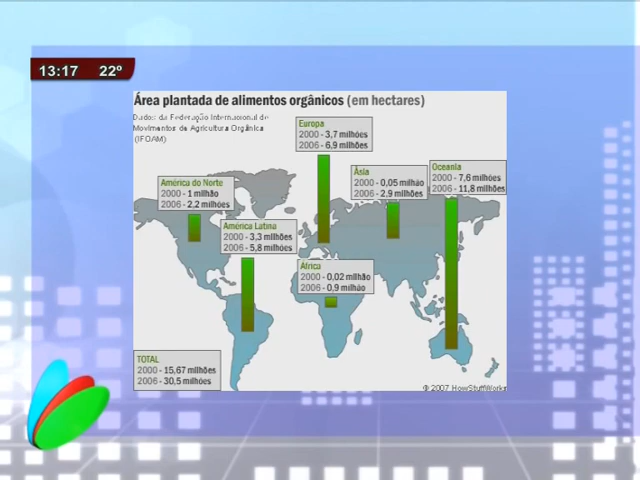 13:17 22º
Área plantada de alimentos orgânicos (em hectares)
Dados da Federação Internacional de
Movimentos de Agricultura Orgânica
(IFOAM)
Europa
2000 - 3,7 milhões
2006 - 6,9 milhões
Ásia
2000 - 0,05 milhão
2006 - 2,9 milhões
Oceania
2000 - 7,6 milhões
2006 - 11,8 milhões
América do Norte
2000 - 1 milhão
2006 - 2,2 milhões
América Latina
2000 - 3,3 milhões
2006 - 5,8 milhões
África
2000 - 0,02 milhão
2006 - 0,9 milhão
TOTAL
2000 - 15,67 milhões
2006 - 30,5 milhões
© 2007 HowStuffWorks